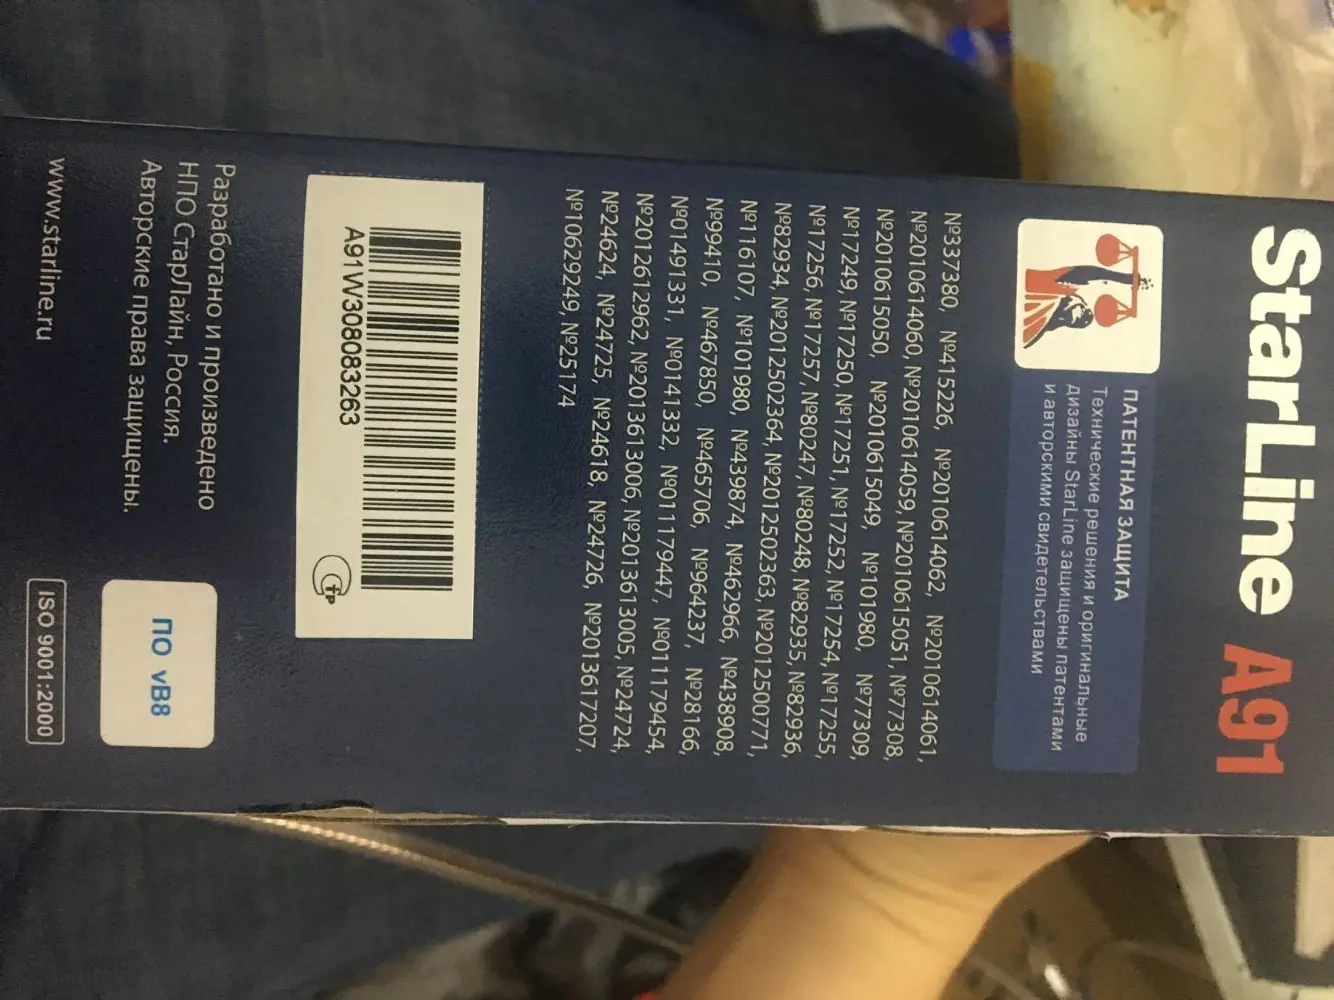 StarLine A91
ПАТЕНТНАЯ ЗАЩИТА
Технические решения и оригинальные
дизайны StarLine защищены патентами
и авторскими свидетельствами
№337380, №415226, №2010614062, №2010614061,
№2010614060, №2010614059, №2010615051, №77308,
№2010615050, №2010615049, №101980, №77309,
№17249, №17250, №17251, №17252, №17254, №17255,
№17256, №17257, №80247, №80248, №82935, №82936,
№82934, №2012502364, №2012502363, №2012500771,
№116107, №101980, №439874, №462966, №438908,
№99410, №467850, №465706, №964237, №28166,
№01491331, №0141332, №011179447, №011179454,
№2012612962, №2013613006, №2013613005, №24724,
№24624, №24725, №24618, №24726, №2013617207,
№10629249, №25174
A91W308083263
Разработано и произведено
НПО СтарЛайн, Россия.
Авторские права защищены.
www.starline.ru
ПО vB8
ISO 9001:2000